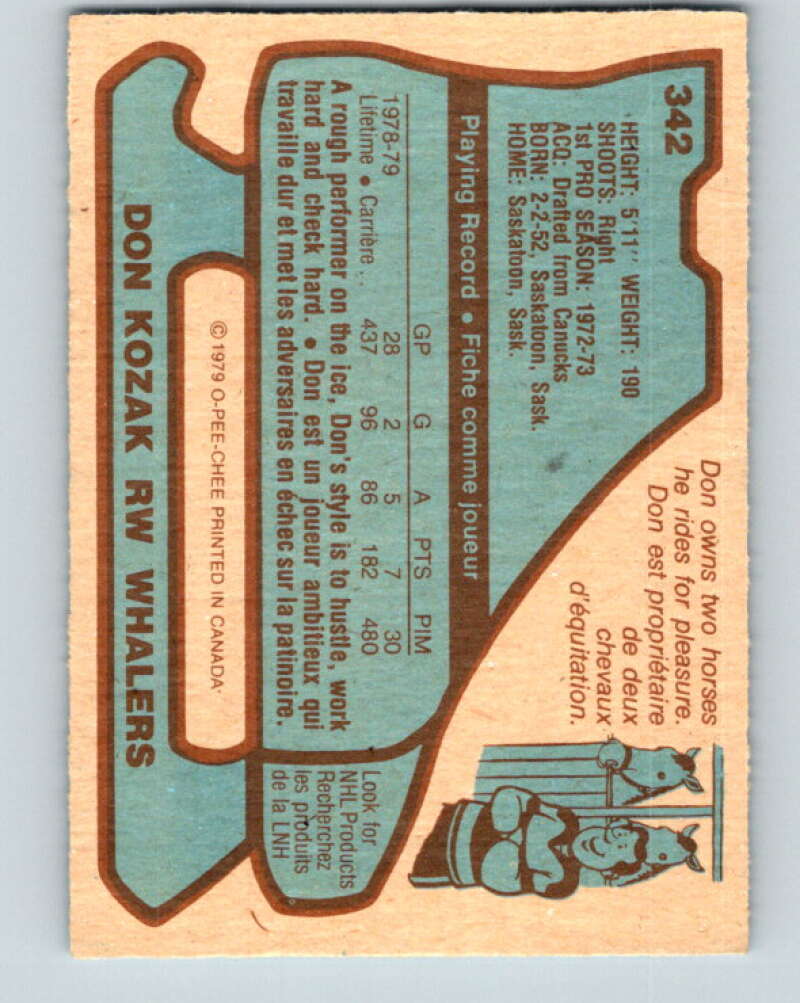 342
HEIGHT: 5'11" WEIGHT: 190
SHOOTS: Right
1st PRO SEASON: 1972-73
ACQ: Drafted from Canucks
BORN: 2-2-52, Saskatoon, Sask.
HOME: Saskatoon, Sask.
Don owns two horses
he rides for pleasure.
Don est propriétaire
de deux
chevaux
d'équitation.
Playing Record • Fiche comme joueur
GP G A PTS PIM
1978-79 28 2 5 7 30
Lifetime • Carrière .. 437 96 86 182 480
A rough performer on the ice, Don's style is to hustle, work
hard and check hard. • Don est un joueur ambitieux qui
travaille dur et met les adversaires en échec sur la patinoire.
Look for
NHL Products
Recherchez
les produits
de la LNH
© 1979 O-PEE-CHEE PRINTED IN CANADA
DON KOZAK RW WHALERS